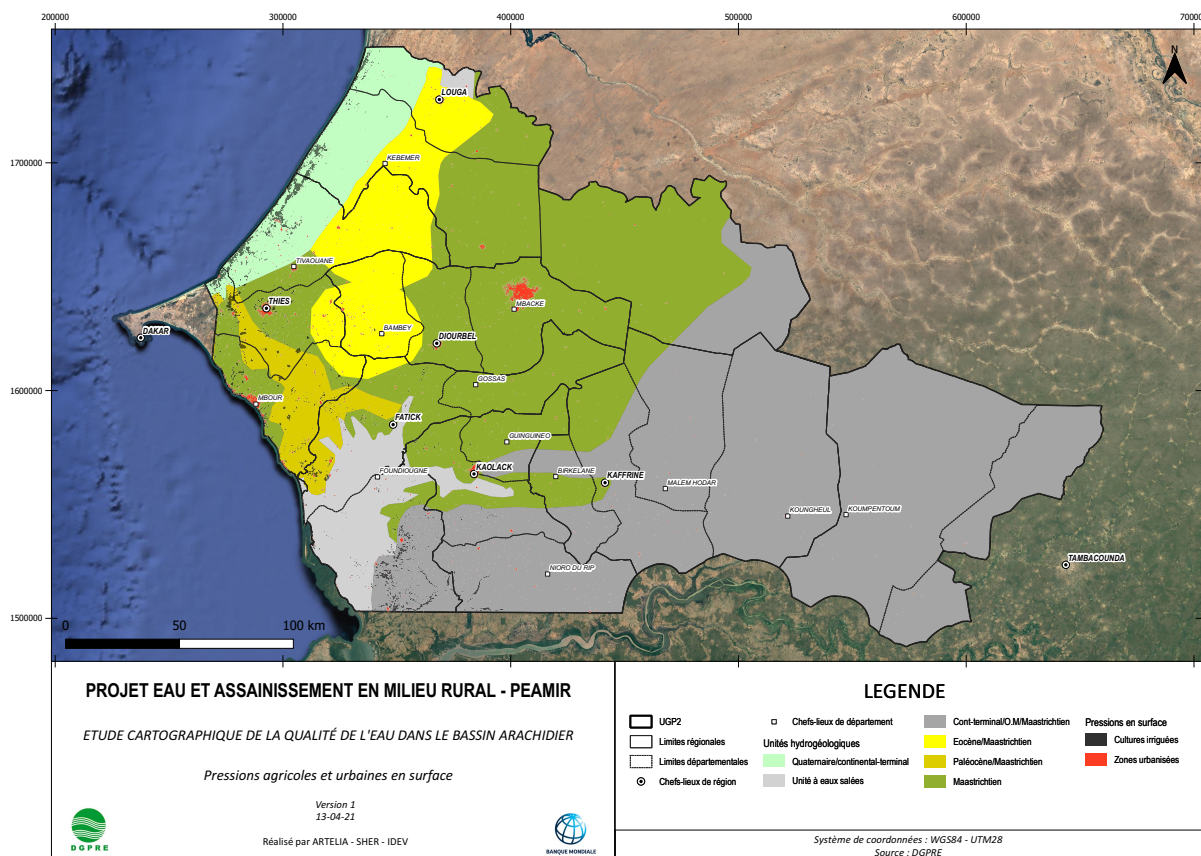 200000 300000 400000 500000 600000 700000
N
LOUGA
1700000
KEBEMER
TIVAOUANE
THIES
MBACKE
DAKAR
BAMBEY
DIOURBEL
GOSSAS
1600000
MBOUR
FATICK
GUINGUINEO
KAOLACK
FOUNDIOUGNE
BIRKELANE
KAFFRINE
MALEM HODAR
KOUNGHEUL
KOUMPENTOUM
TAMBACOUNDA
NIORO DU RIP
1500000
0 50 100 km
200000 300000 400000 500000 600000 70000
PROJET EAU ET ASSAINISSEMENT EN MILIEU RURAL - PEAMIR
ETUDE CARTOGRAPHIQUE DE LA QUALITÉ DE L'EAU DANS LE BASSIN ARACHIDIER
Pressions agricoles et urbaines en surface
Version 1
13-04-21
Réalisé par ARTELIA - SHER - IDEV
DGPRE
BANQUE MONDIALE
LEGENDE
UGP2
Limites régionales
Limites départementales
Chefs-lieux de région
Chefs-lieux de département
Unités hydrogéologiques
Quaternaire/continental-terminal
Unité à eaux salées
Cont-terminal/O.M/Maastrichtien
Eocène/Maastrichtien
Paléocène/Maastrichtien
Maastrichtien
Pressions en surface
Cultures irriguées
Zones urbanisées
Système de coordonnées : WGS84 - UTM28
Source : DGPRE